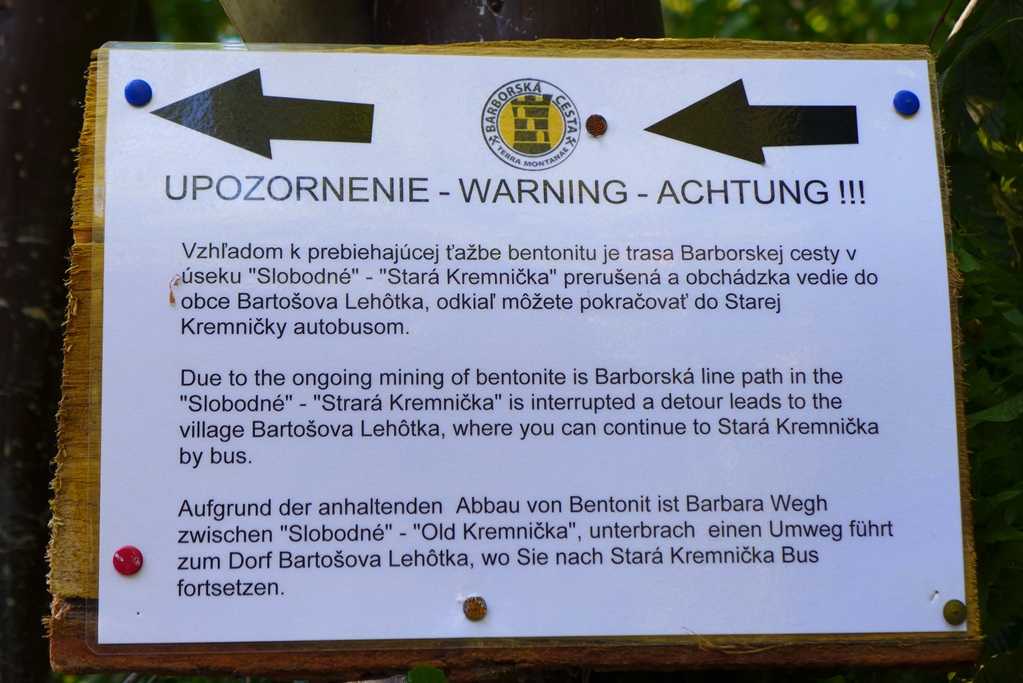 BARBORSKÁ CESTA
TERRA MONTANAE
UPOZORNENIE - WARNING - ACHTUNG !!!
Vzhľadom k prebiehajúcej ťažbe bentonitu je trasa Barborskej cesty v
úseku "Slobodné" - "Stará Kremnička" prerušená a obchádzka vedie do
obce Bartošova Lehôtka, odkiaľ môžete pokračovať do Starej
Kremničky autobusom.
Due to the ongoing mining of bentonite is Barborská line path in the
"Slobodné" - "Strará Kremnička" is interrupted a detour leads to the
village Bartošova Lehôtka, where you can continue to Stará Kremnička
by bus.
Aufgrund der anhaltenden Abbau von Bentonit ist Barbara Wegh
zwischen "Slobodné" - "Old Kremnička", unterbrach einen Umweg führt
zum Dorf Bartošova Lehôtka, wo Sie nach Stará Kremnička Bus
fortsetzen.